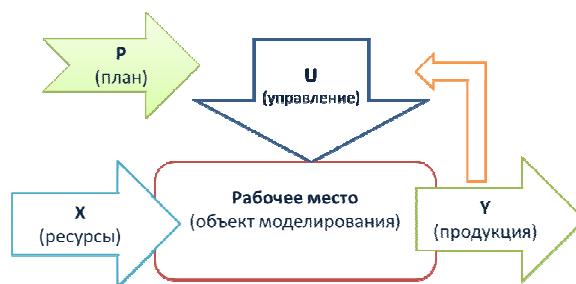 P
(план)
U
(управление)
Рабочее место
(объект моделирования)
X
(ресурсы)
Y
(продукция)